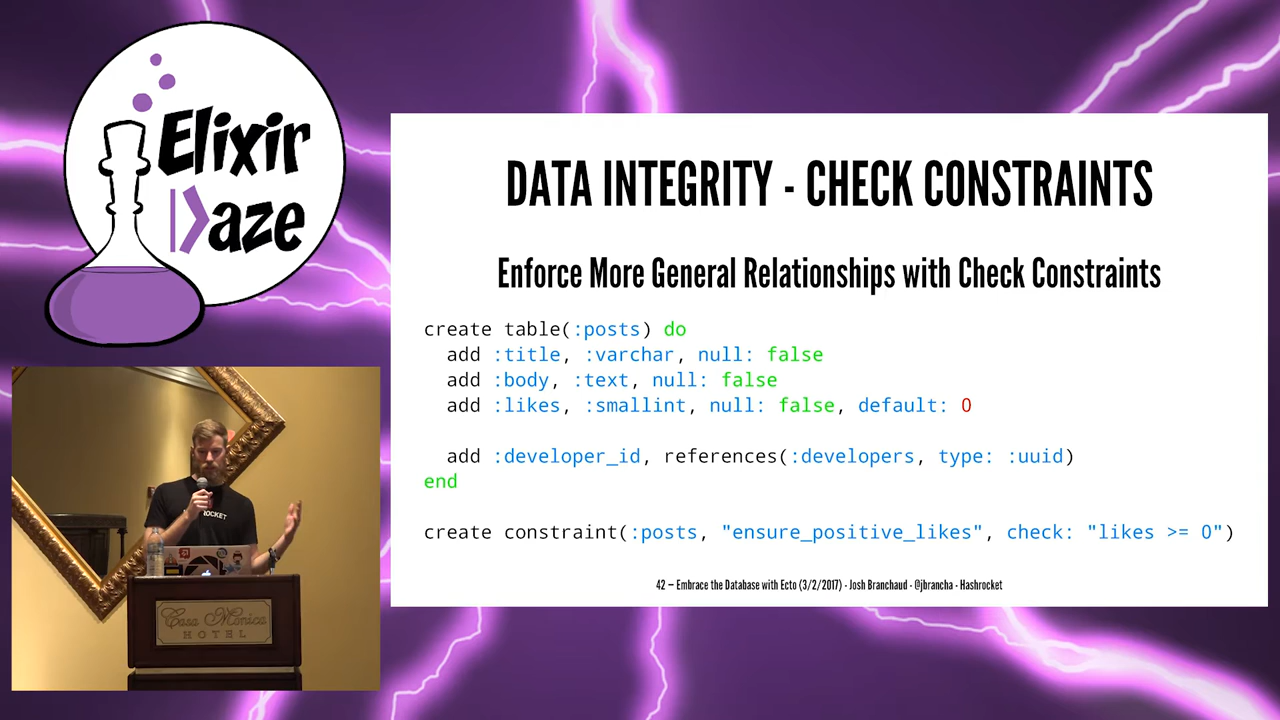 Elixir
|>aze
DATA INTEGRITY - CHECK CONSTRAINTS
Enforce More General Relationships with Check Constraints
create table(:posts) do
  add :title, :varchar, null: false
  add :body, :text, null: false
  add :likes, :smallint, null: false, default: 0
  add :developer_id, references(:developers, type: :uuid)
end
create constraint(:posts, "ensure_positive_likes", check: "likes >= 0")
42 – Embrace the Database with Ecto (3/2/2017) - Josh Branchaud - @jbrancha - Hashrocket
ROCKET
Casa Monica
HOTEL